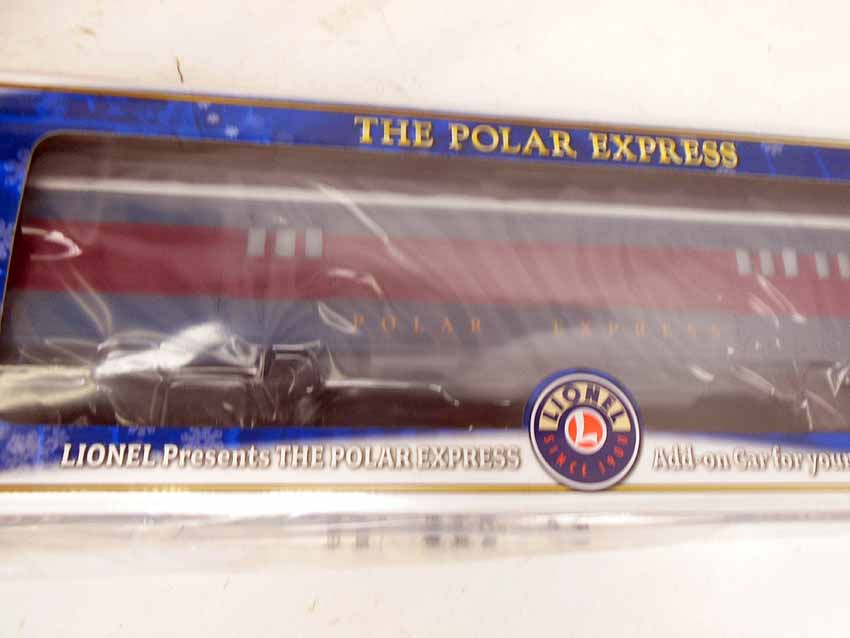 THE POLAR EXPRESS
POLAR EXPRESS
LIONEL Presents THE POLAR EXPRESS
LIONEL
L
SINCE 1900
Add-on Car for your